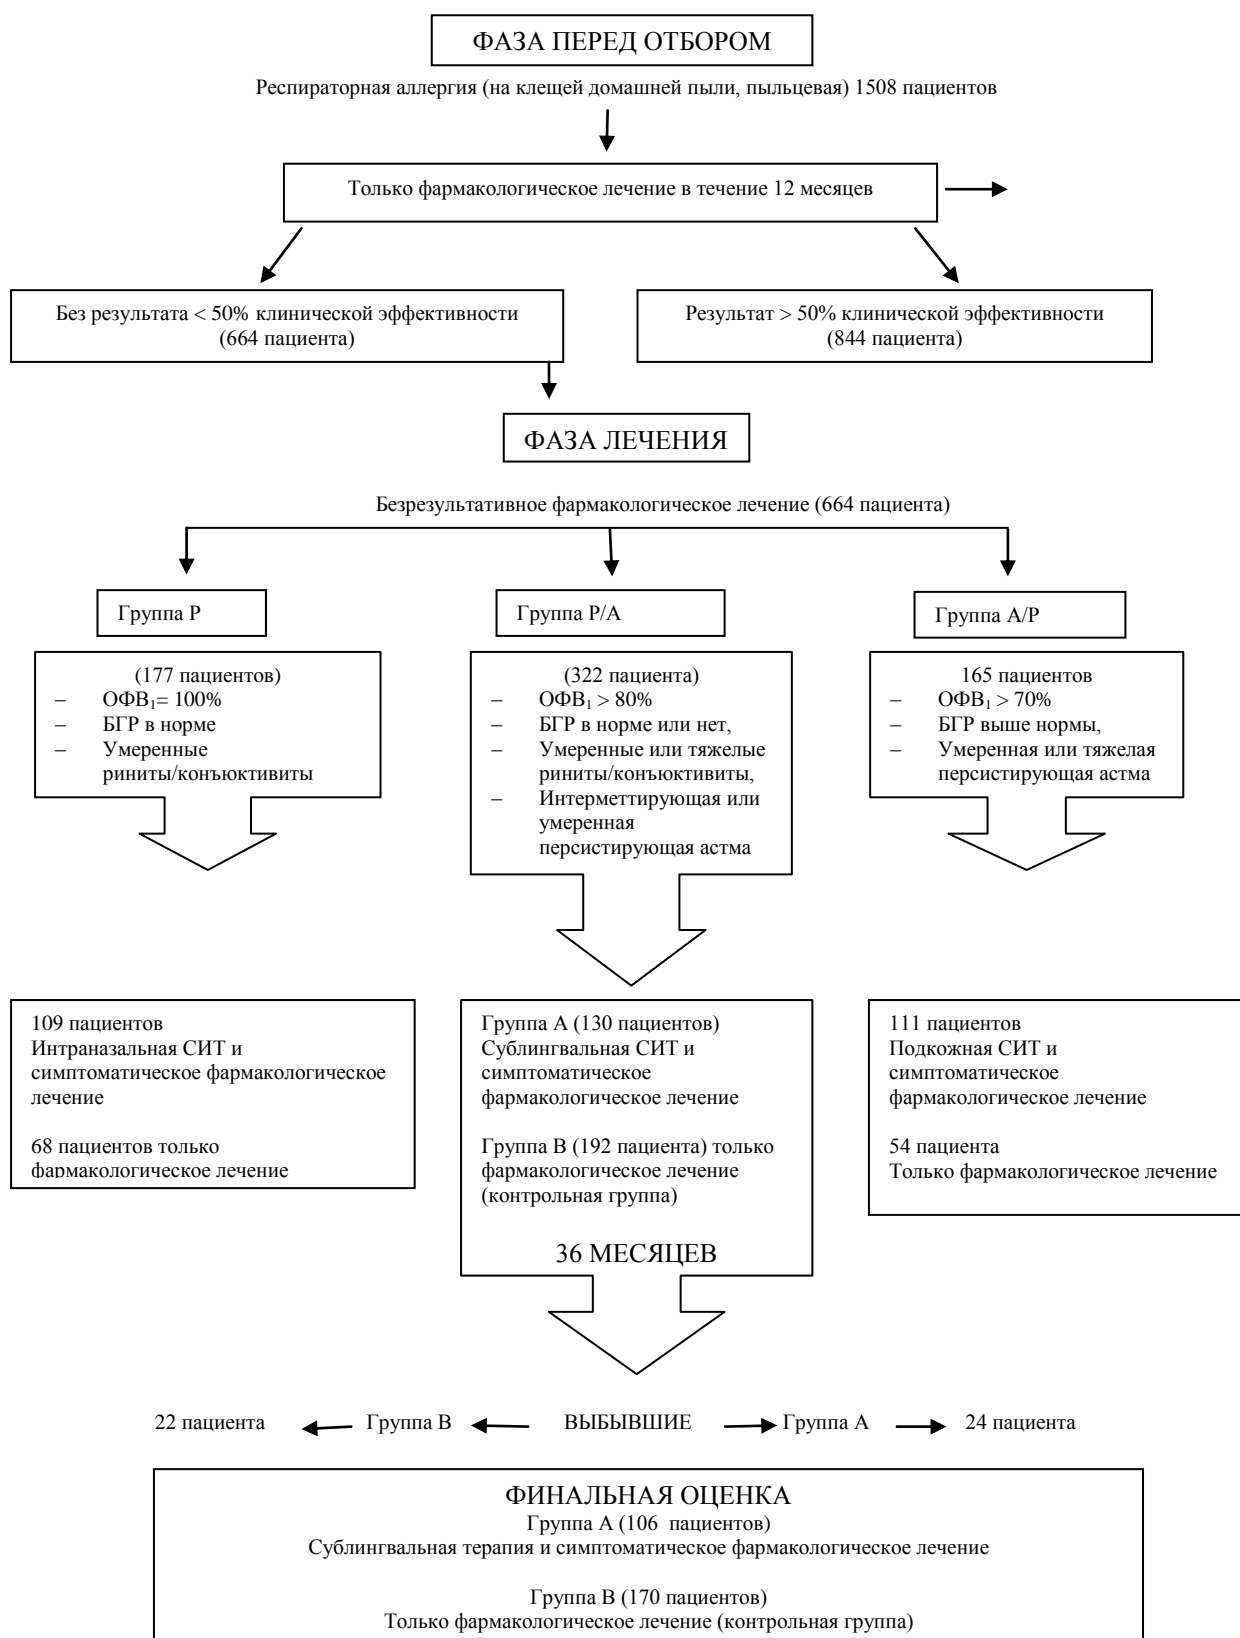 ФАЗА ПЕРЕД ОТБОРОМ
Респираторная аллергия (на клещей домашней пыли, пыльцевая) 1508 пациентов
Только фармакологическое лечение в течение 12 месяцев
Без результата < 50% клинической эффективности
(664 пациента)
Результат > 50% клинической эффективности
(844 пациента)
ФАЗА ЛЕЧЕНИЯ
Безрезультативное фармакологическое лечение (664 пациента)
Группа Р
Группа Р/А
Группа А/Р
(177 пациентов)
– ОФВ₁= 100%
– БГР в норме
– Умеренные
риниты/конъюктивиты
(322 пациента)
– ОФВ₁ > 80%
– БГР в норме или нет,
– Умеренные или тяжелые
риниты/конъюктивиты,
– Интерметтирующая или
умеренная
персистирующая астма
165 пациентов
– ОФВ₁ > 70%
– БГР выше нормы,
– Умеренная или тяжелая
персистирующая астма
109 пациентов
Интраназальная СИТ и
симптоматическое фармакологическое
лечение
68 пациентов только
фармакологическое лечение
Группа А (130 пациентов)
Сублингвальная СИТ и
симптоматическое
фармакологическое лечение
Группа В (192 пациента) только
фармакологическое лечение
(контрольная группа)
36 МЕСЯЦЕВ
111 пациентов
Подкожная СИТ и
симптоматическое
фармакологическое лечение
54 пациента
Только фармакологическое лечение
22 пациента Группа В ВЫБЫВШИЕ Группа А 24 пациента
ФИНАЛЬНАЯ ОЦЕНКА
Группа А (106 пациентов)
Сублингвальная терапия и симптоматическое фармакологическое лечение
Группа В (170 пациентов)
Только фармакологическое лечение (контрольная группа)